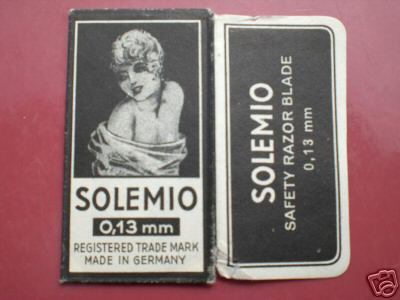 SOLEMIO
0,13 mm
REGISTERED TRADE MARK
MADE IN GERMANY
SOLEMIO
SAFETY RAZOR BLADE
0,13 mm